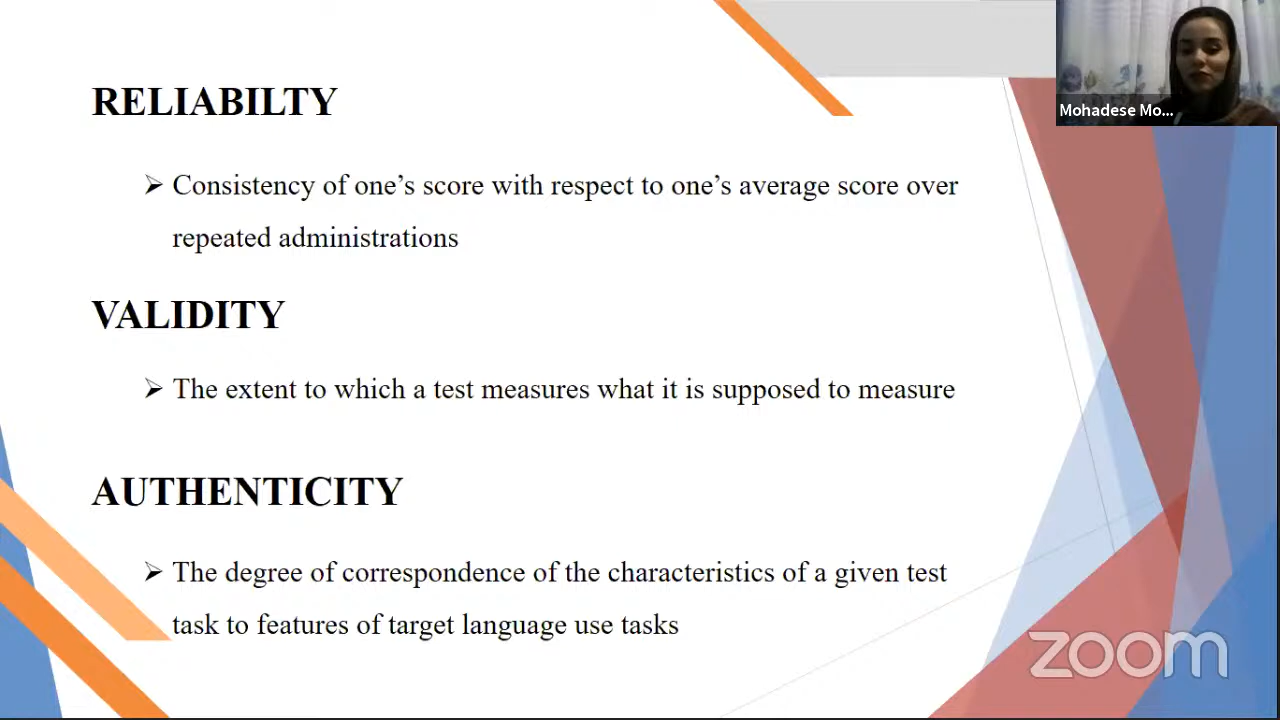 RELIABILTY
➢ Consistency of one’s score with respect to one’s average score over
repeated administrations
VALIDITY
➢ The extent to which a test measures what it is supposed to measure
AUTHENTICITY
➢ The degree of correspondence of the characteristics of a given test
task to features of target language use tasks
Mohadese Mo...
zoom